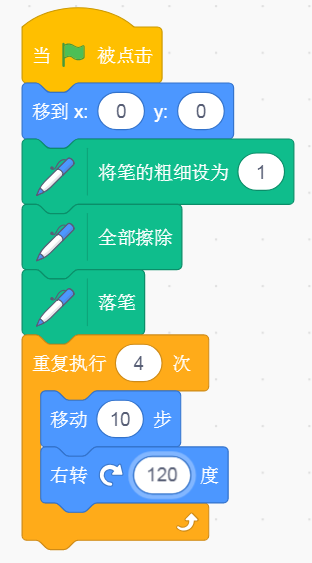 当 被点击
移到 x: 0 y: 0
将笔的粗细设为 1
全部擦除
落笔
重复执行 4 次
移动 10 步
右转 120 度